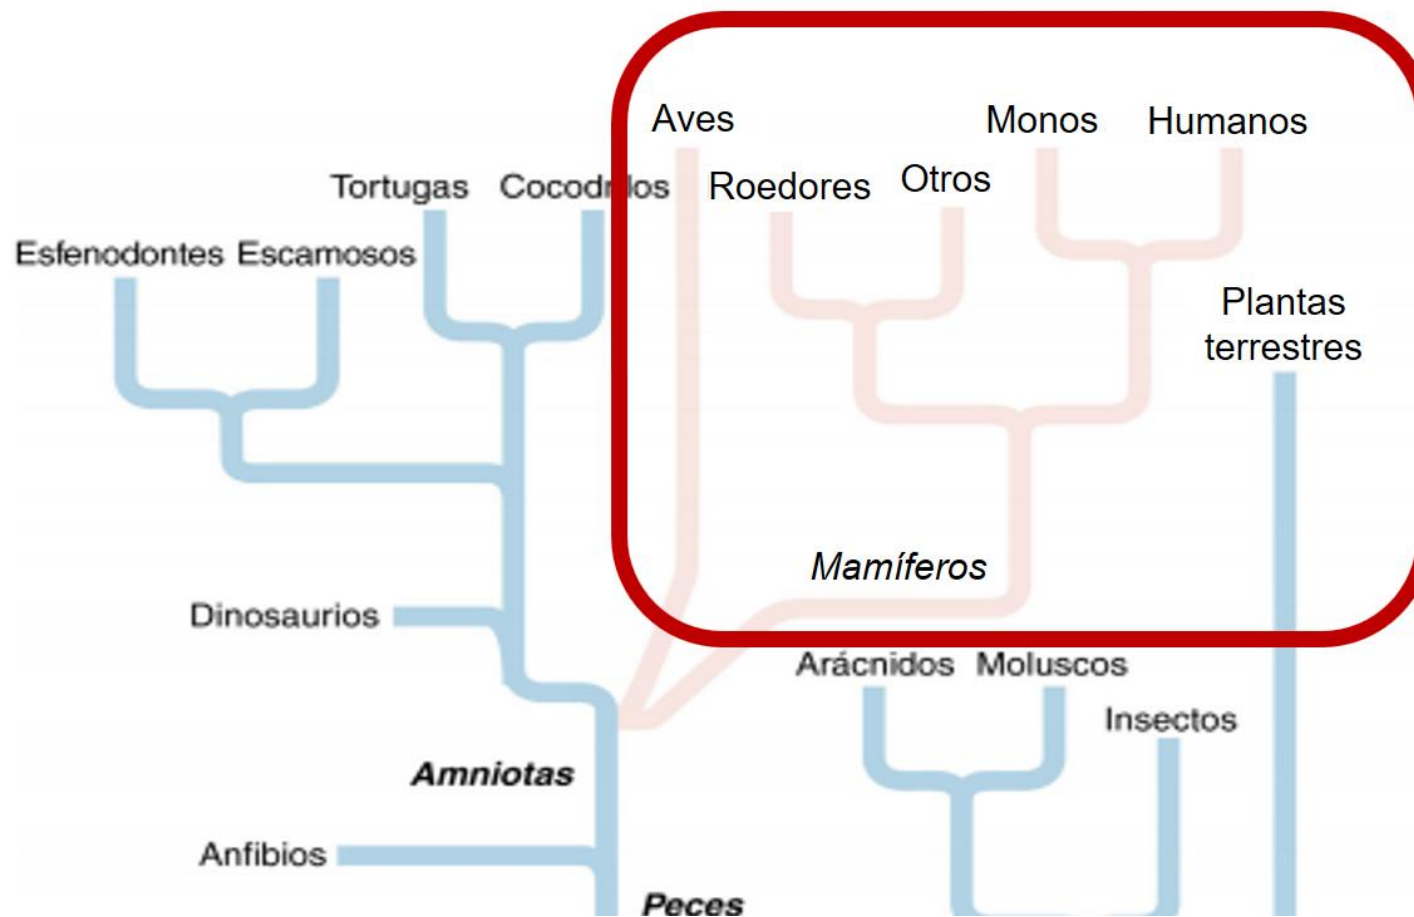 Aves
Monos
Humanos
Tortugas
Cocodrilos
Roedores
Otros
Esfenodontes
Escamosos
Plantas
terrestres
Mamíferos
Dinosaurios
Arácnidos
Moluscos
Insectos
Amniotas
Anfibios
Peces